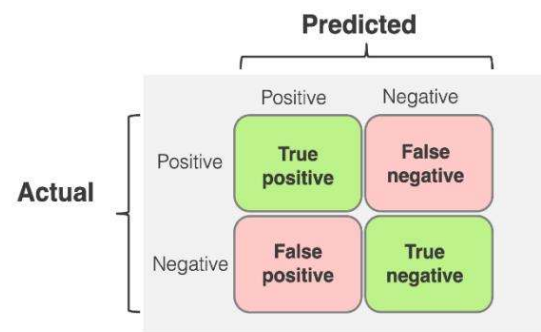 Predicted
Positive Negative
Positive
True
positive
False
negative
Actual
Negative
False
positive
True
negative